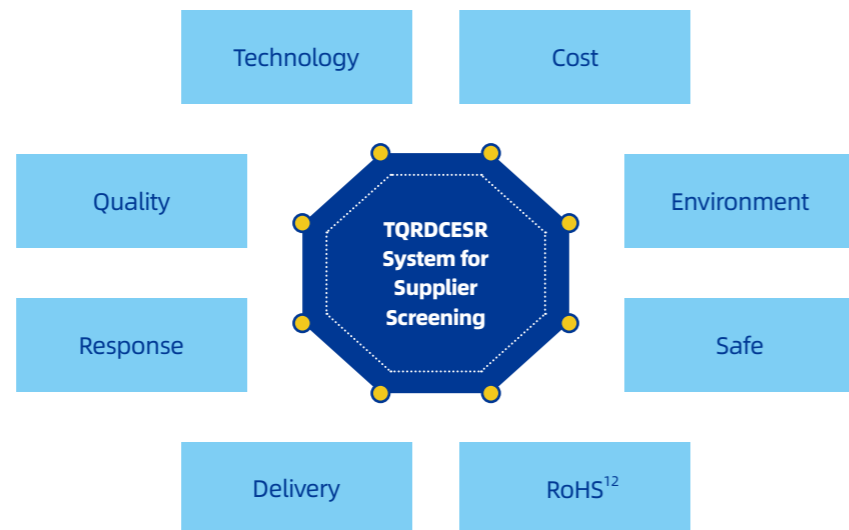 Technology
Cost
Quality
Environment
TQRDCESR
System for
Supplier
Screening
Response
Safe
Delivery
RoHS¹²